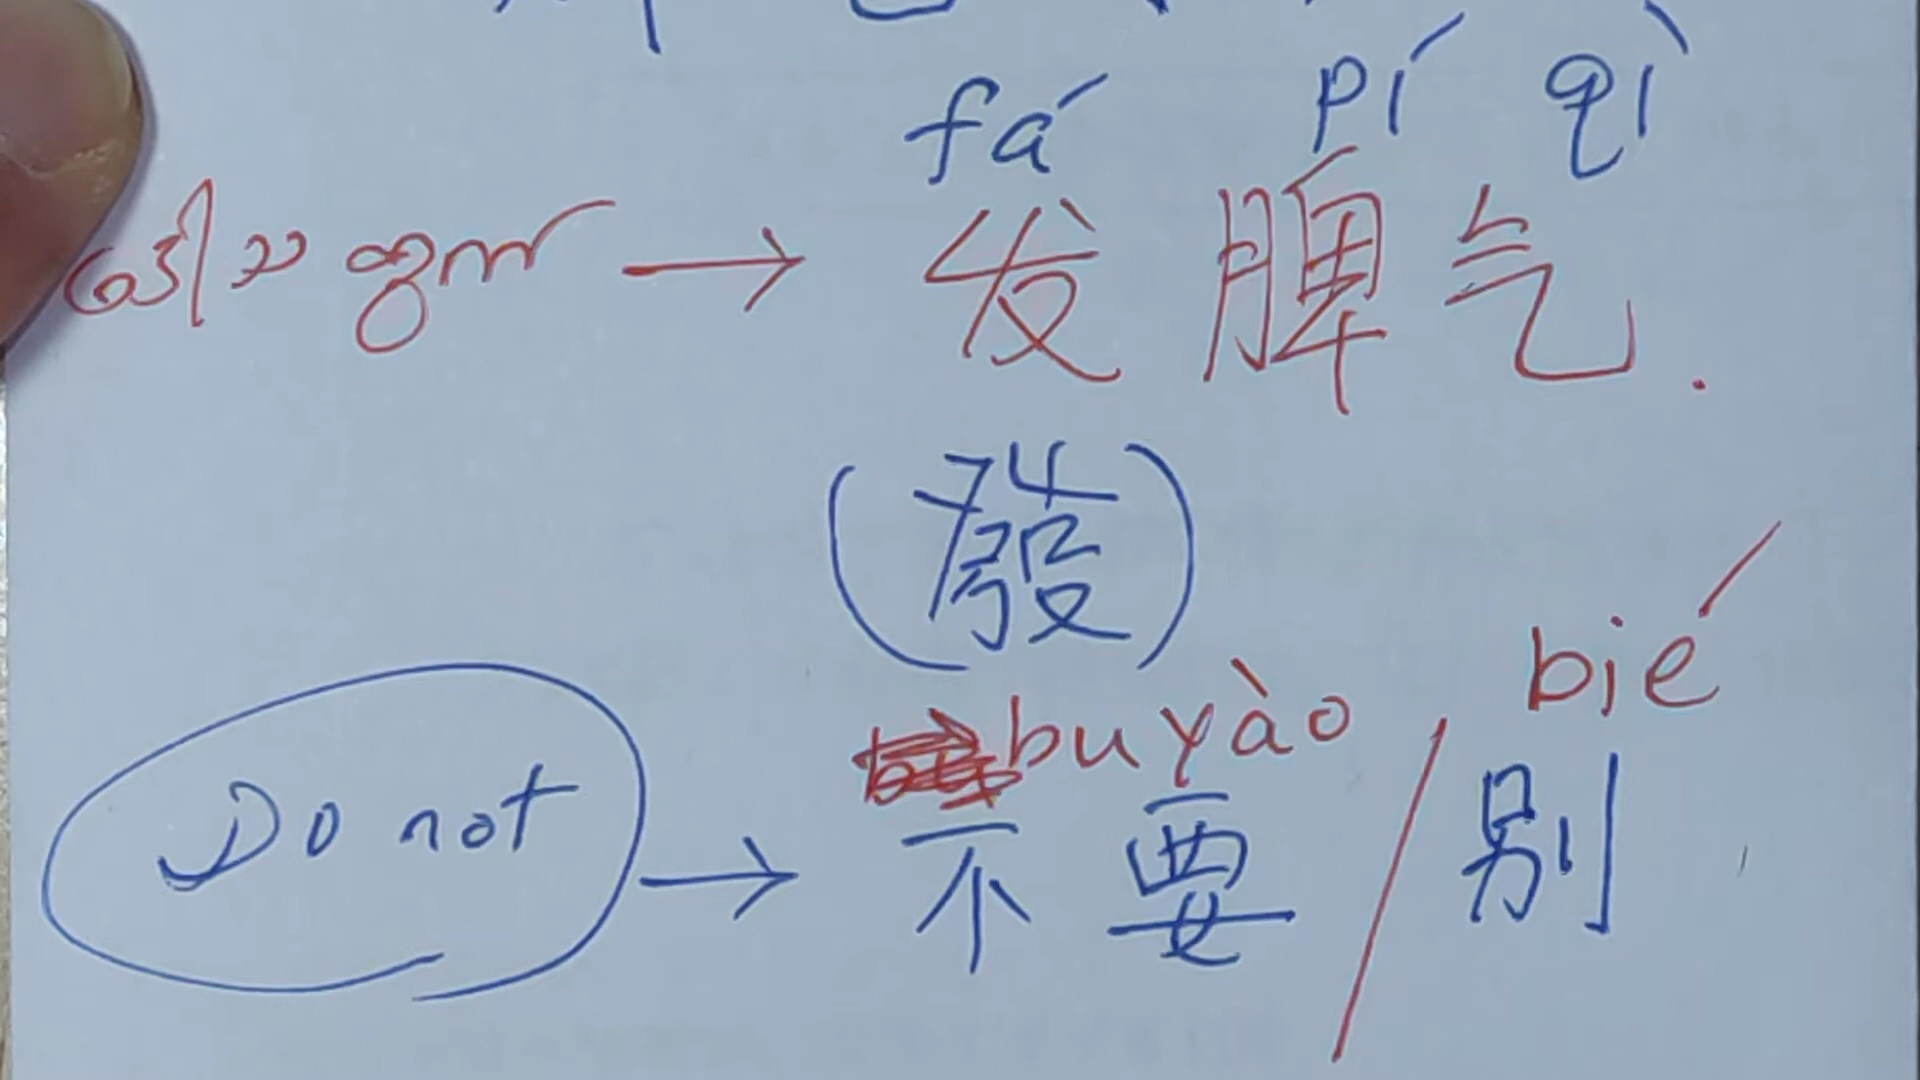 fá pí qì
ဒေါသထွက် → 发脾气.
(發)
buyào / bié
Do not → 不要 / 别